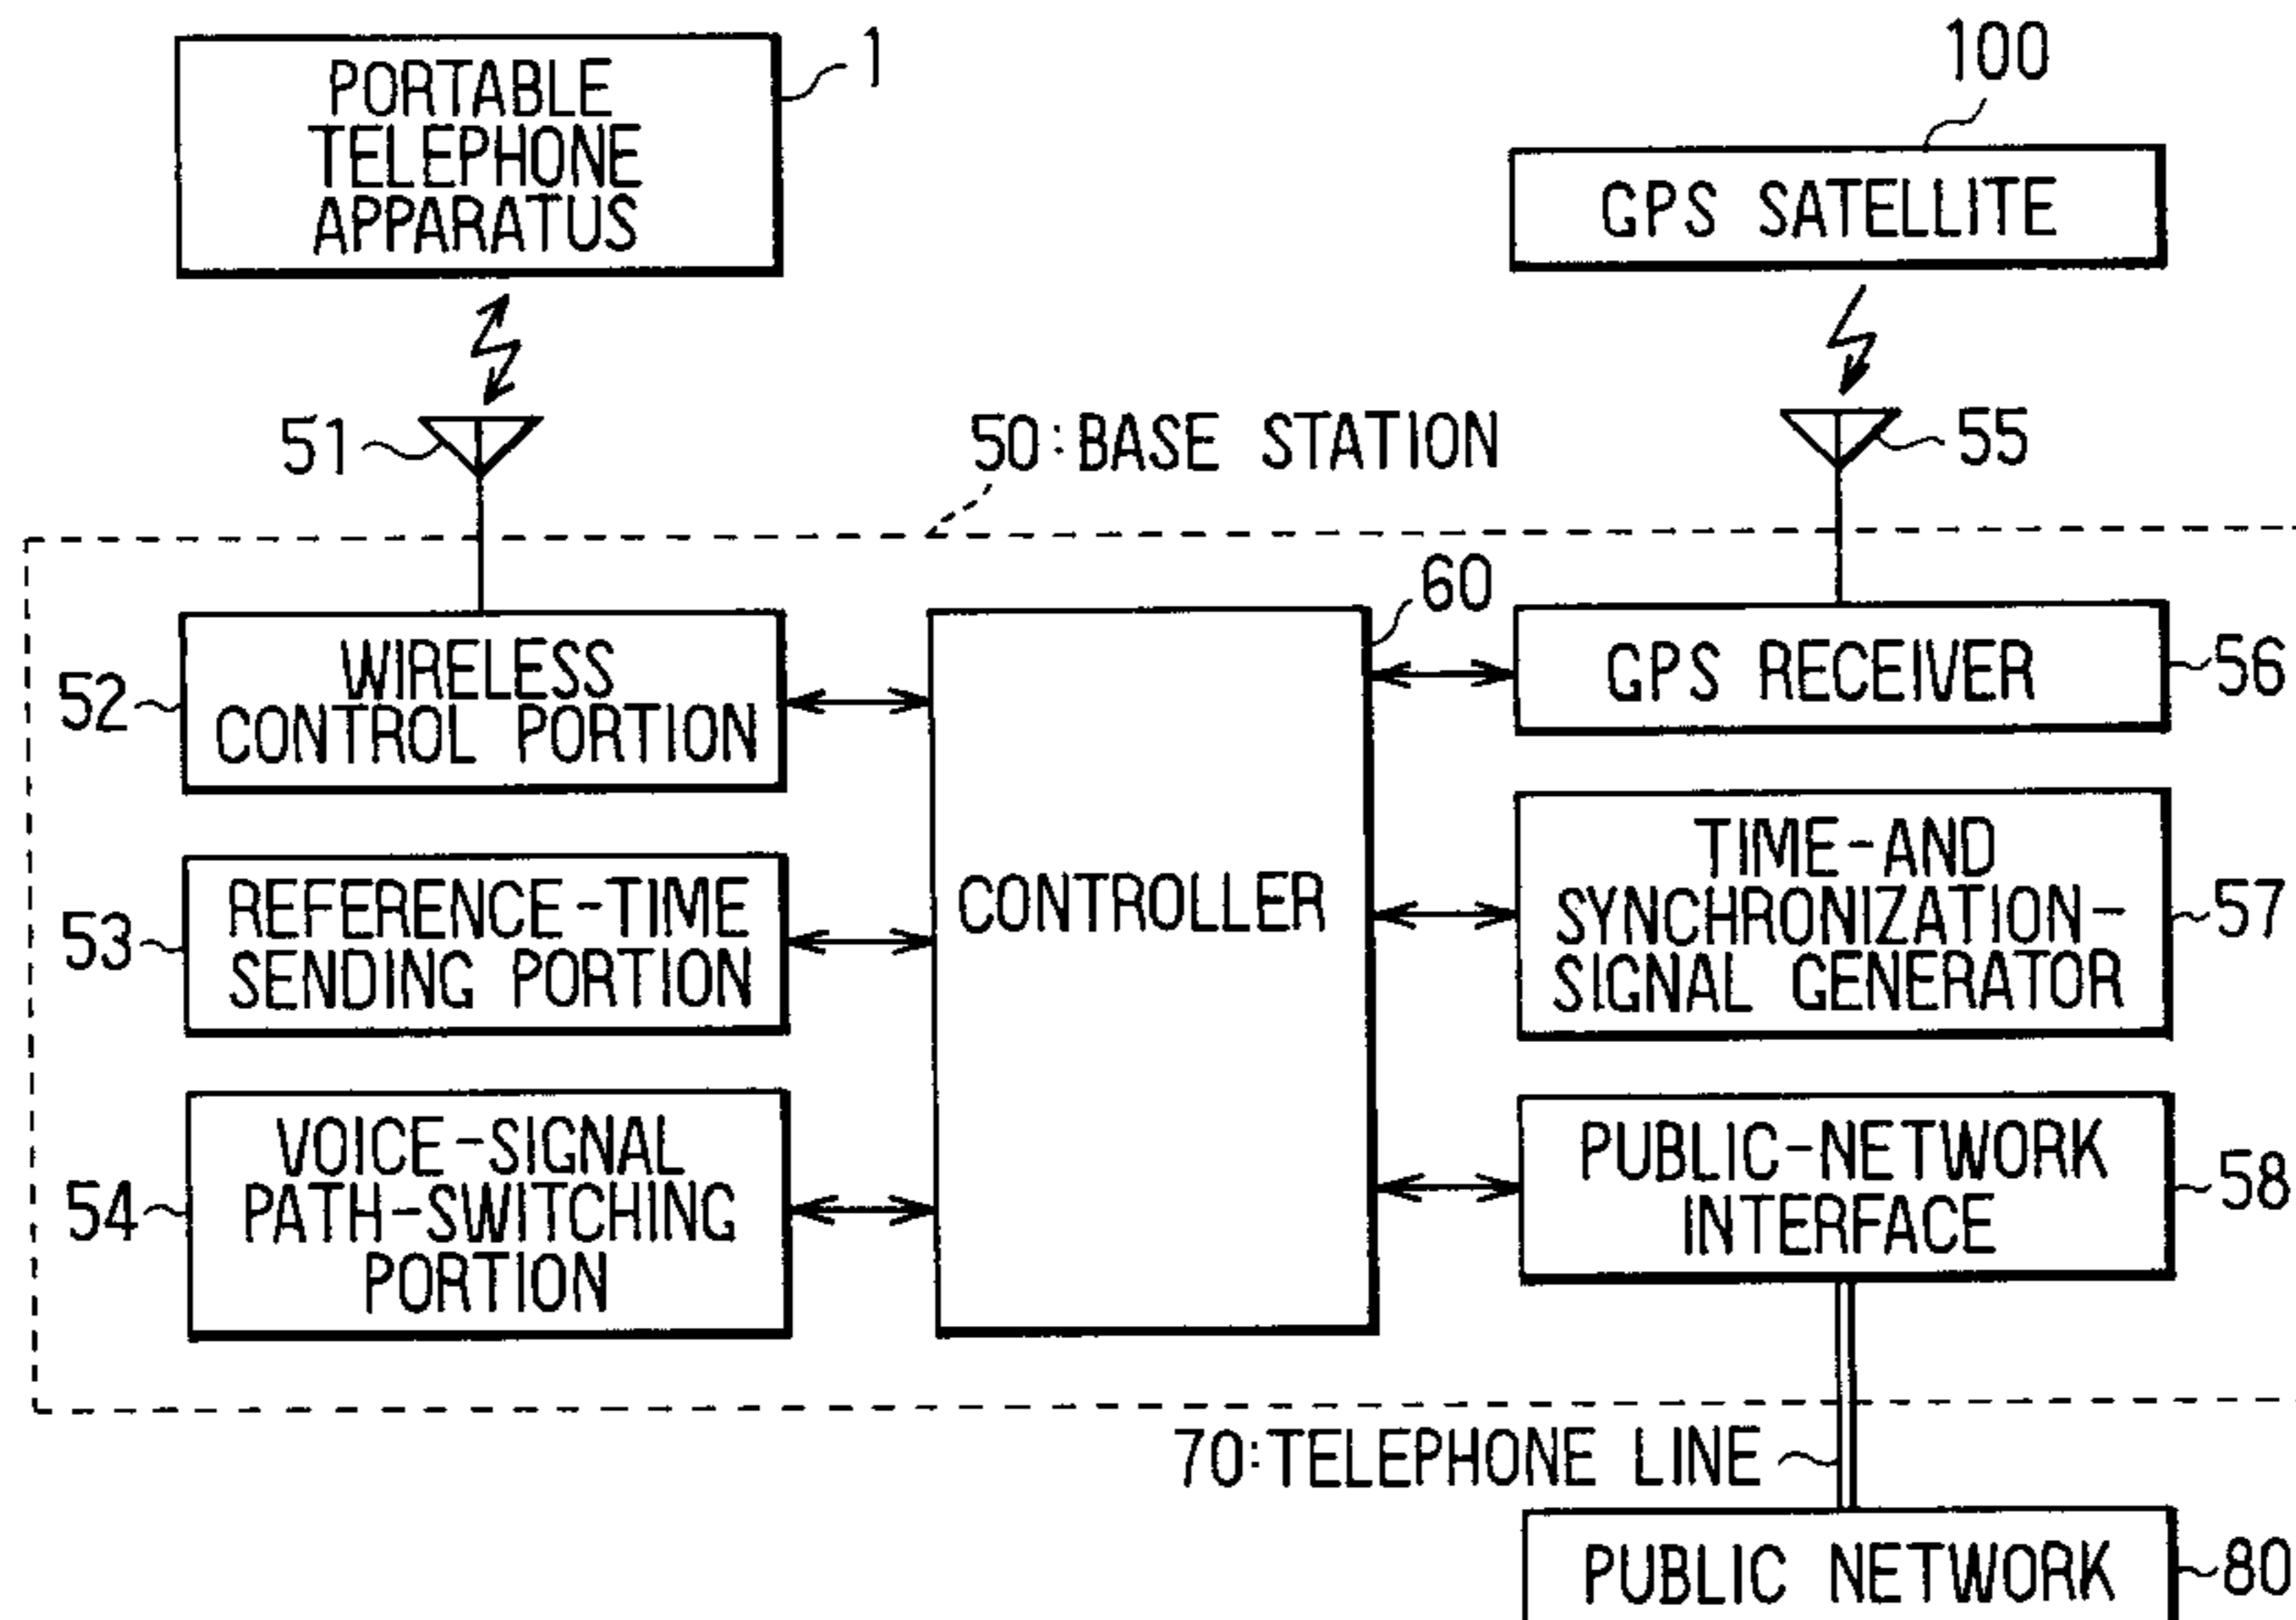 PORTABLE
TELEPHONE
APPARATUS
1
100
GPS SATELLITE
51
50:BASE STATION
55
60
52
WIRELESS
CONTROL PORTION
GPS RECEIVER
56
53
REFERENCE-TIME
SENDING PORTION
CONTROLLER
TIME-AND
SYNCHRONIZATION-
SIGNAL GENERATOR
57
54
VOICE-SIGNAL
PATH-SWITCHING
PORTION
PUBLIC-NETWORK
INTERFACE
58
70:TELEPHONE LINE
PUBLIC NETWORK
80